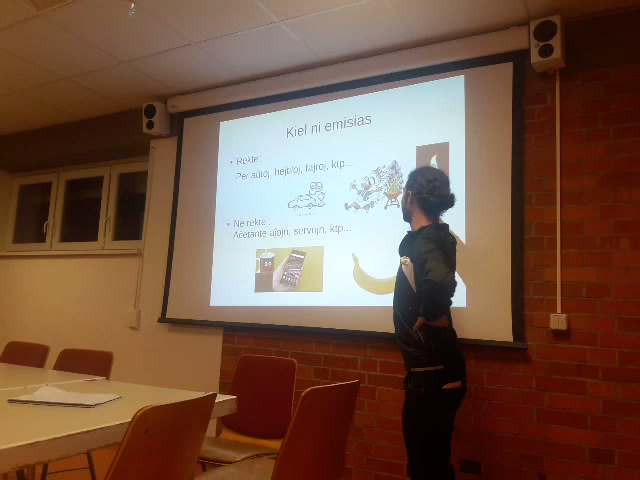 Kiel ni emisias
• Rekte :
Per aŭtoj, hejtiloj, fajroj, ktp...
• Ne rekte :
Aĉetante aĵojn, servojn, ktp...